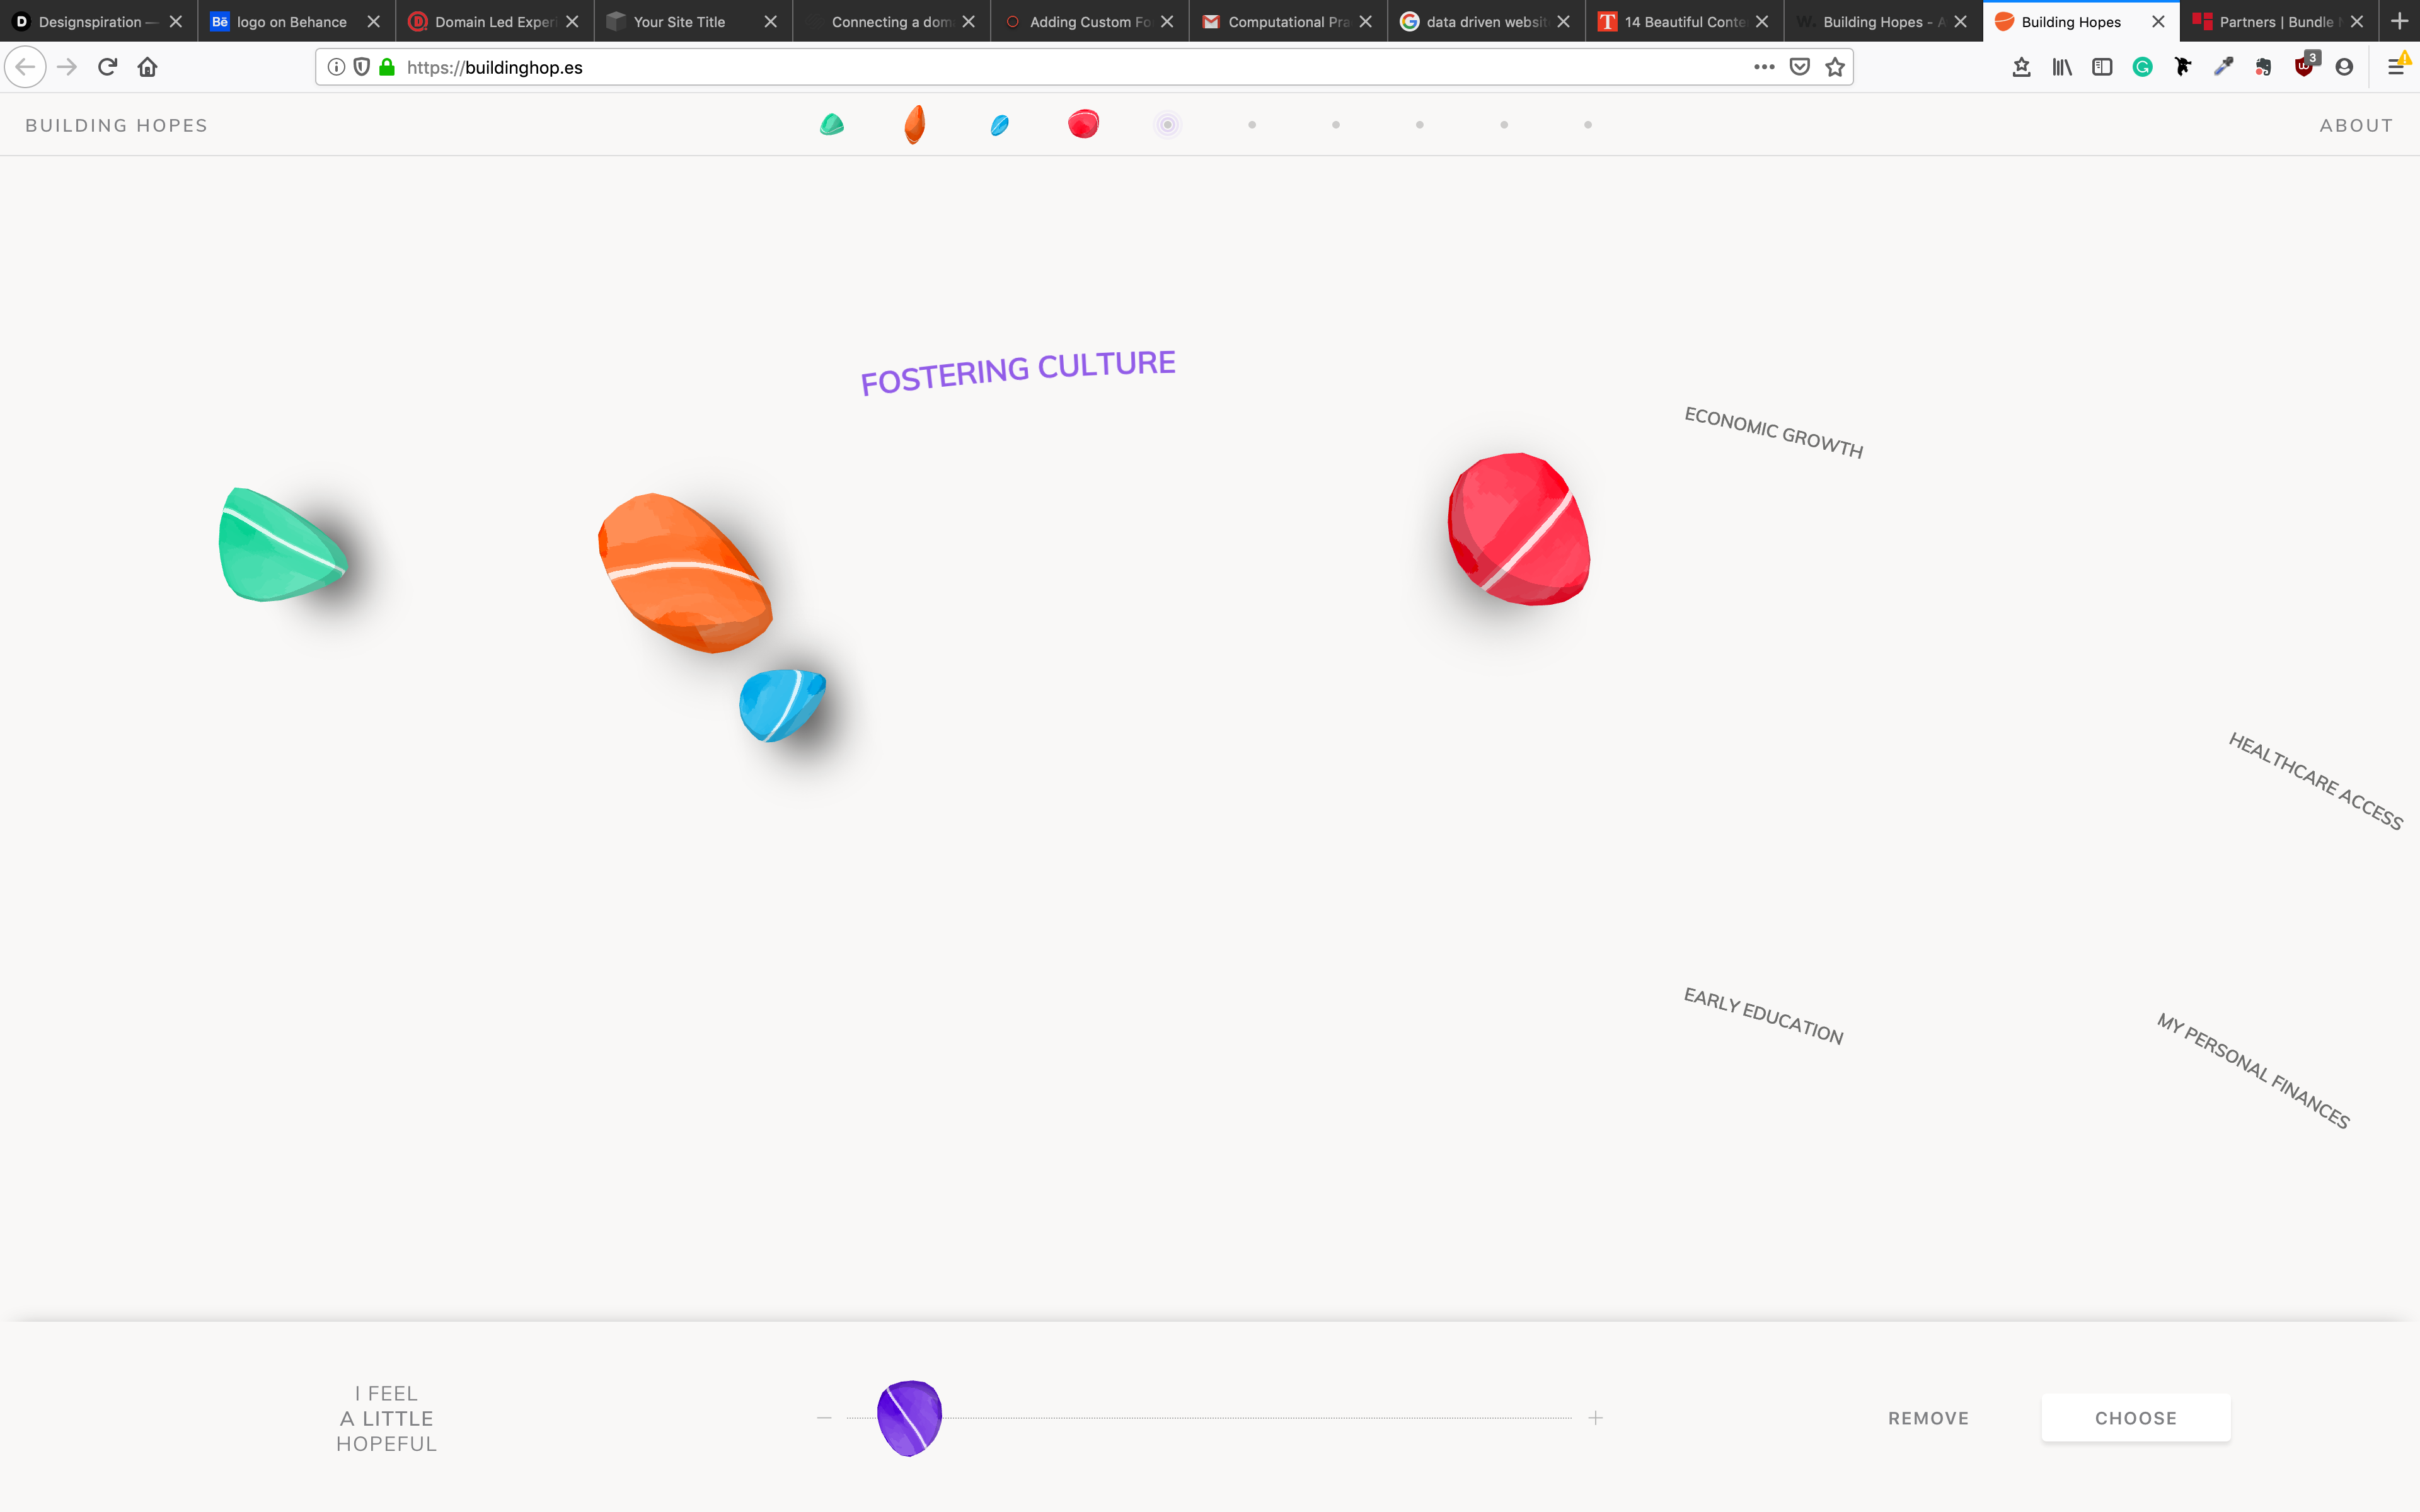 Designspiration —
logo on Behance
Domain Led Exper
Your Site Title
Connecting a dom
Adding Custom Fo
Computational Pra
data driven websit
14 Beautiful Conte
Building Hopes - A
Building Hopes
Partners | Bundle
https://buildinghop.es
3
BUILDING HOPES
ABOUT
FOSTERING CULTURE
ECONOMIC GROWTH
HEALTHCARE ACCESS
EARLY EDUCATION
MY PERSONAL FINANCES
I FEEL
A LITTLE
HOPEFUL
REMOVE
CHOOSE